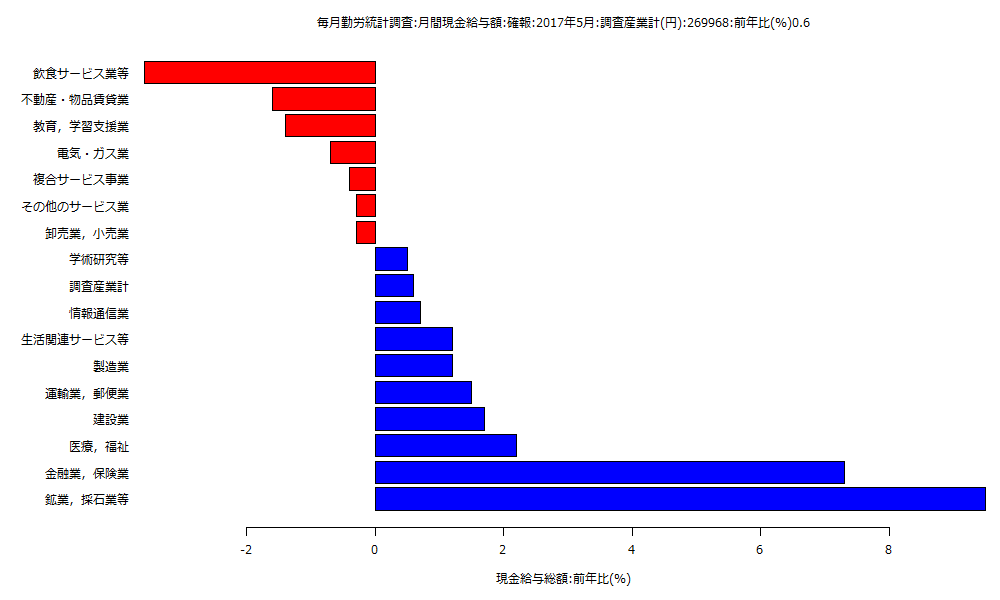 毎月勤労統計調査:月間現金給与額:確報:2017年5月:調査産業計(円):269968:前年比(%)0.6
飲食サービス業等
不動産・物品賃貸業
教育，学習支援業
電気・ガス業
複合サービス事業
その他のサービス業
卸売業，小売業
学術研究等
調査産業計
情報通信業
生活関連サービス等
製造業
運輸業，郵便業
建設業
医療，福祉
金融業，保険業
鉱業，採石業等
-2 0 2 4 6 8
現金給与総額:前年比(%)